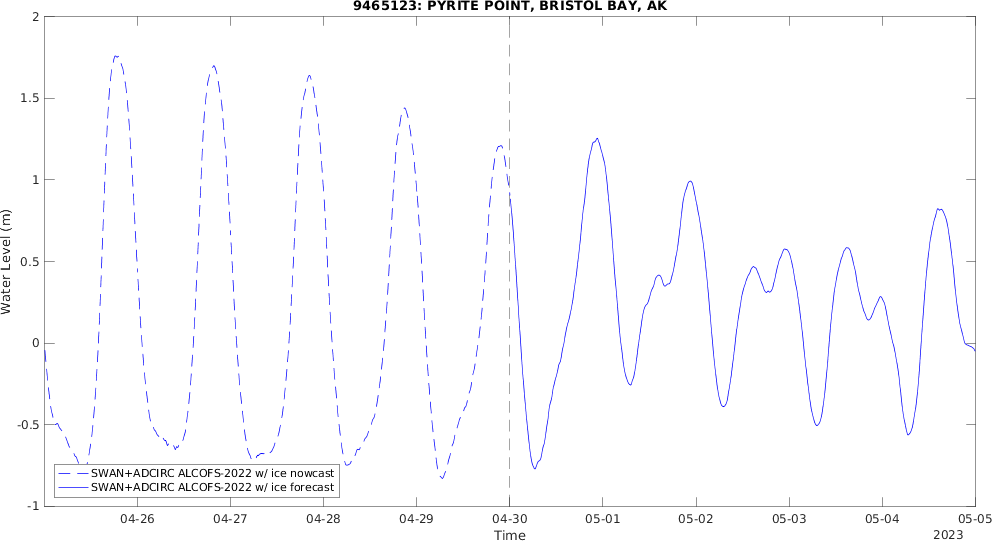 9465123: PYRITE POINT, BRISTOL BAY, AK
Water Level (m)
2
1.5
1
0.5
0
-0.5
-1
SWAN+ADCIRC ALCOFS-2022 w/ ice nowcast
SWAN+ADCIRC ALCOFS-2022 w/ ice forecast
04-26 04-27 04-28 04-29 04-30 05-01 05-02 05-03 05-04 05-05
Time
2023